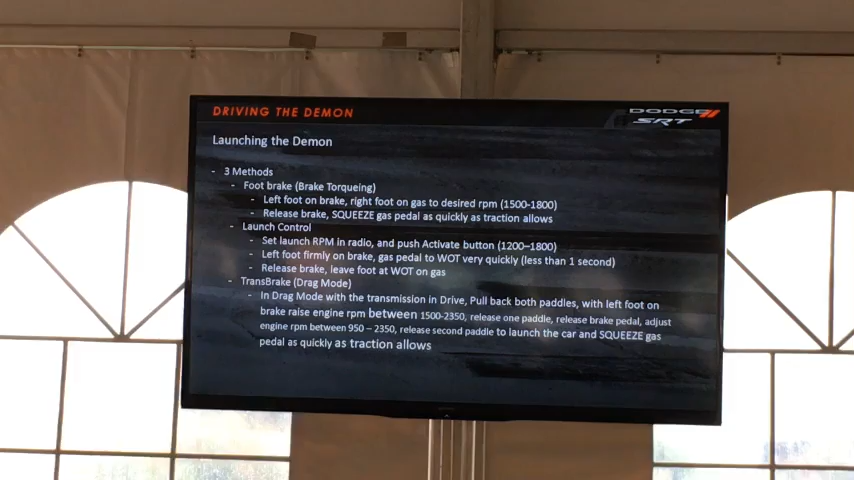 DRIVING THE DEMON
DODGE
SRT
Launching the Demon
- 3 Methods
- Foot brake (Brake Torqueing)
- Left foot on brake, right foot on gas to desired rpm (1500-1800)
- Release brake, SQUEEZE gas pedal as quickly as traction allows
- Launch Control
- Set launch RPM in radio, and push Activate button (1200–1800)
- Left foot firmly on brake, gas pedal to WOT very quickly (less than 1 second)
- Release brake, leave foot at WOT on gas
- TransBrake (Drag Mode)
- In Drag Mode with the transmission in Drive, Pull back both paddles, with left foot on
brake raise engine rpm between 1500-2350, release one paddle, release brake pedal, adjust
engine rpm between 950 – 2350, release second paddle to launch the car and SQUEEZE gas
pedal as quickly as traction allows